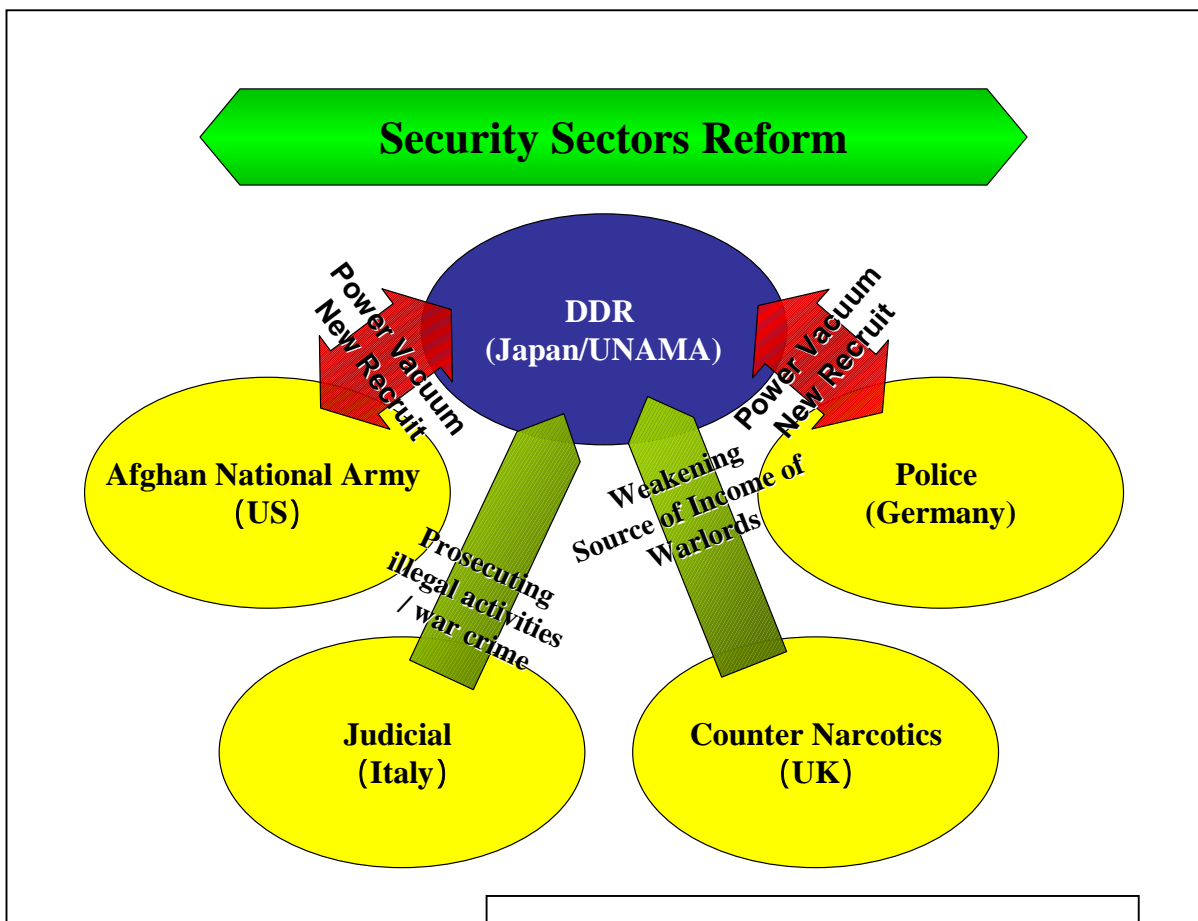 Security Sectors Reform
DDR
(Japan/UNAMA)
Power Vacuum
New Recruit
Power Vacuum
New Recruit
Afghan National Army
(US)
Police
(Germany)
Prosecuting
illegal activities
/ war crime
Weakening
Source of Income of
Warlords
Judicial
(Italy)
Counter Narcotics
(UK)